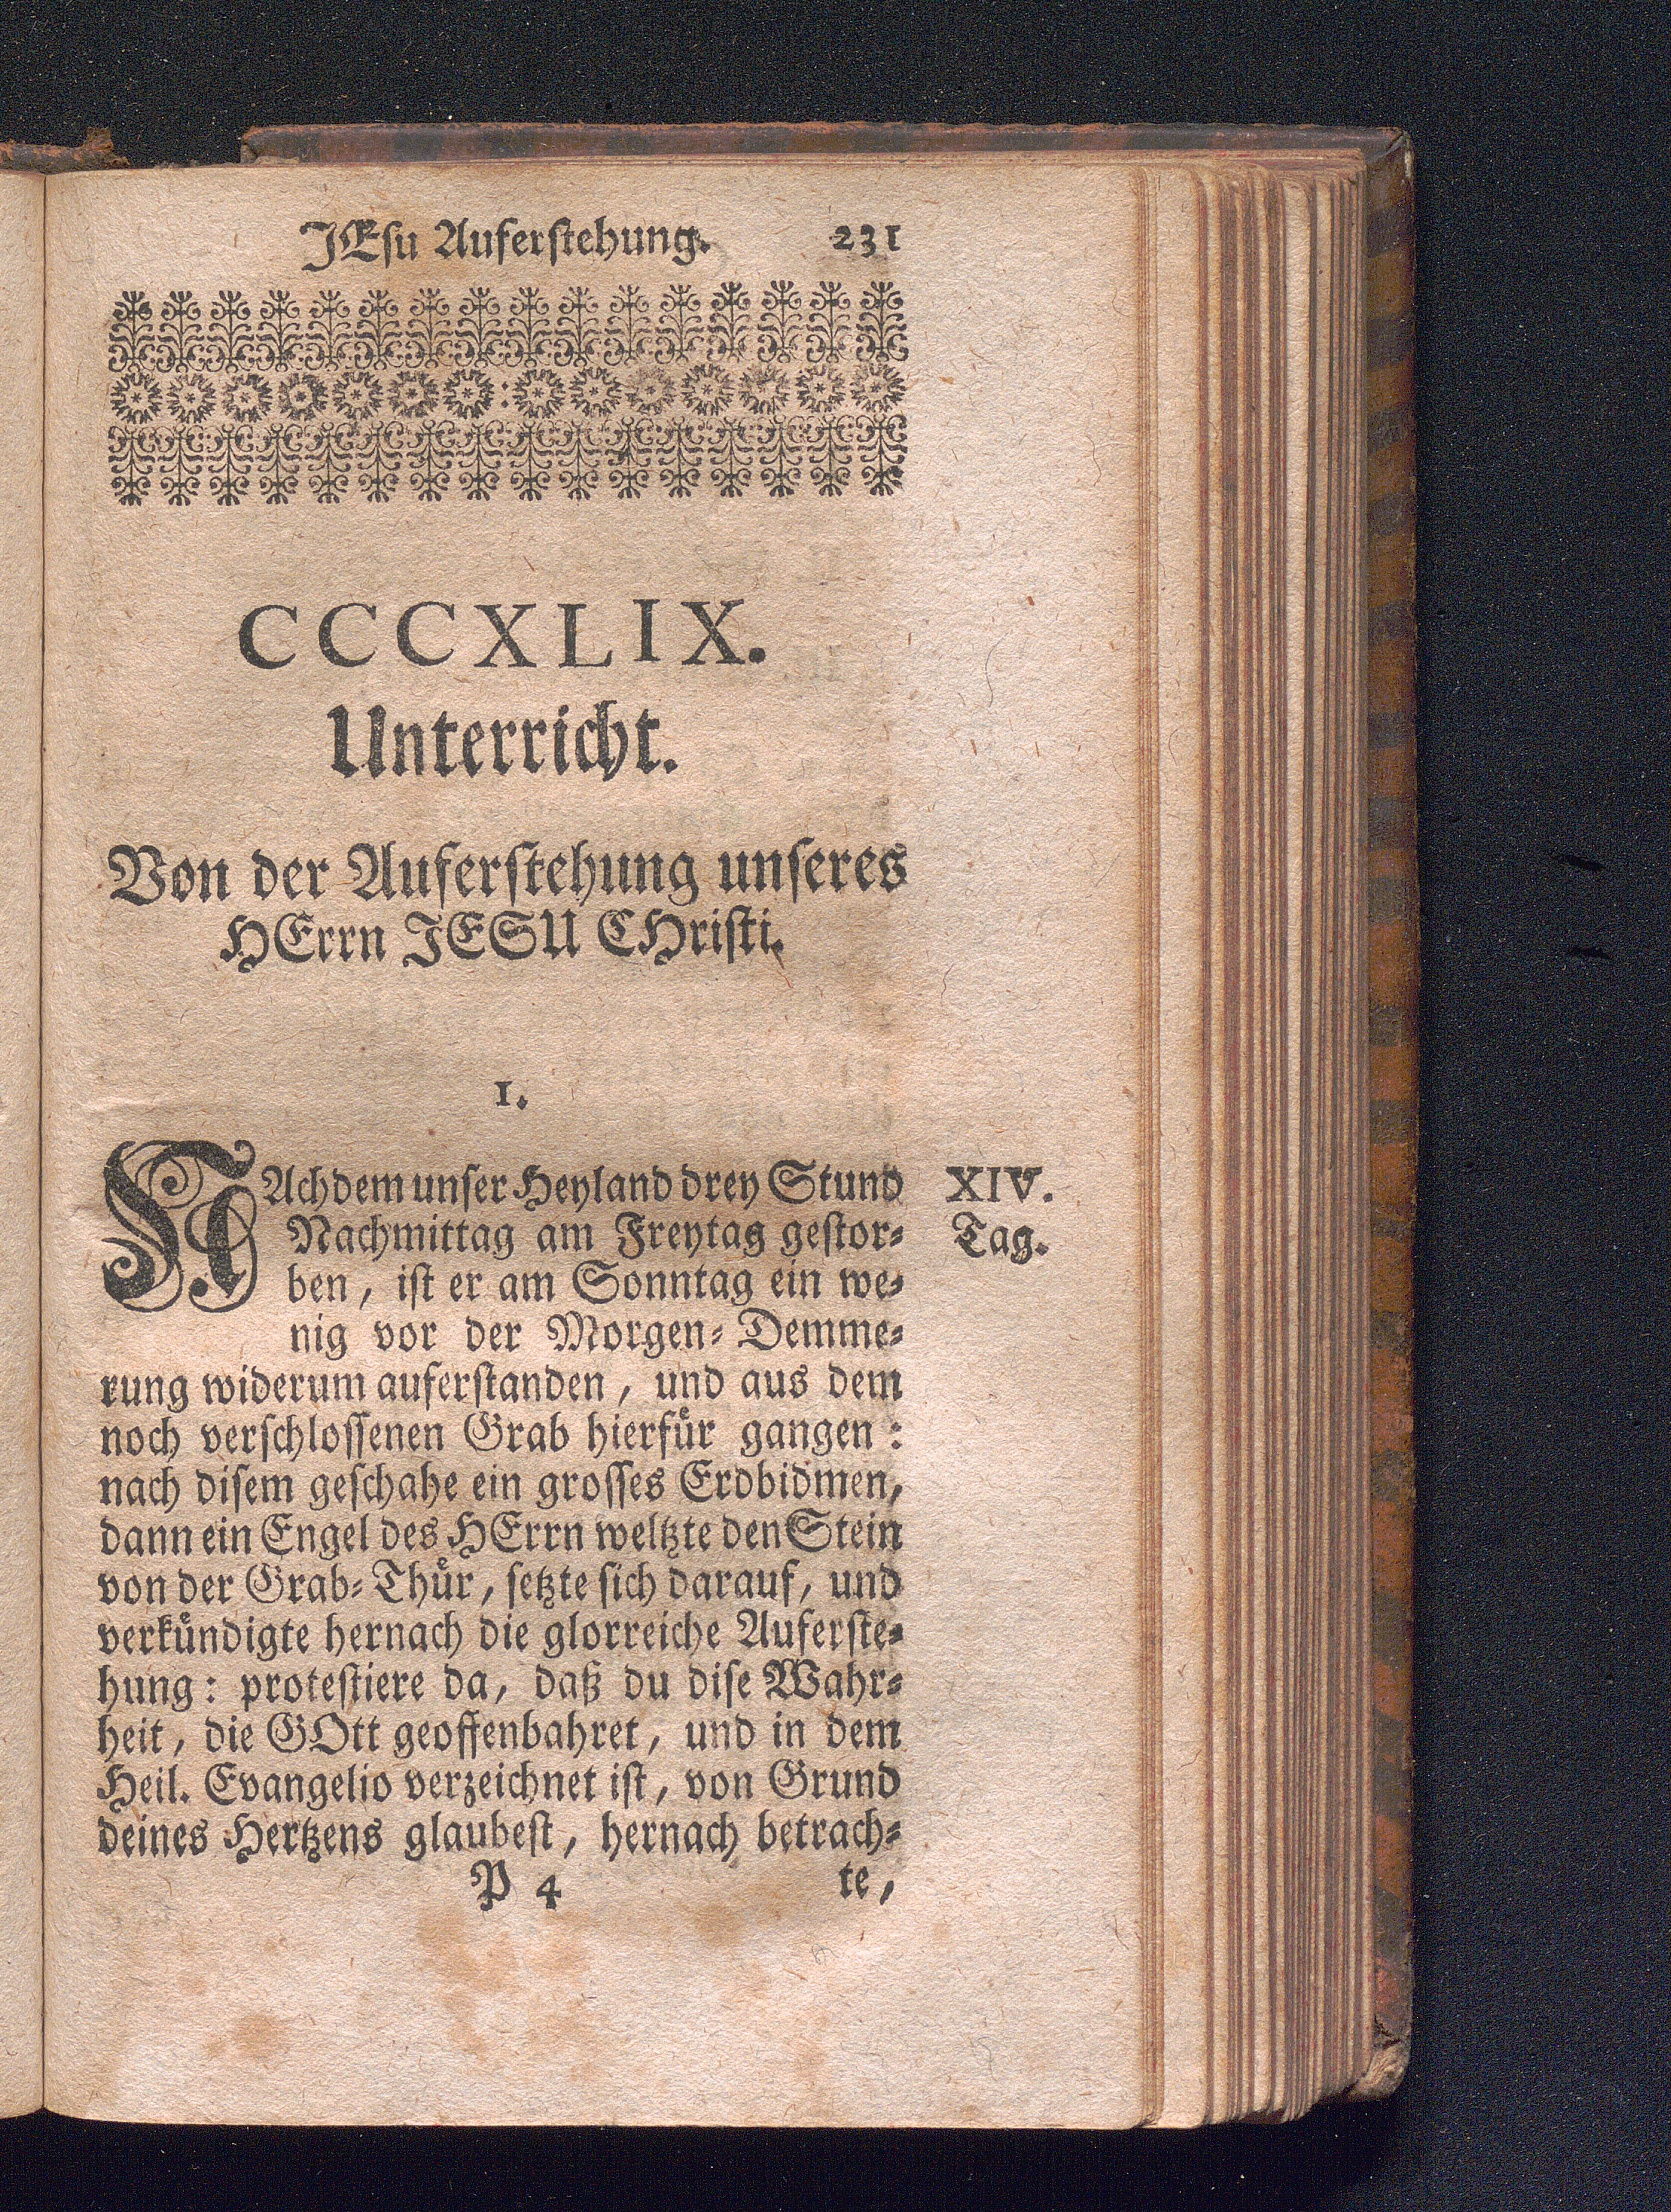 JEsu Auferstehung. 231
CCCXLIX.
Unterricht.
Von der Auferstehung unseres
HErrn JESU CHristi.
1.
NAchdem unser Heyland drey Stund
XIV.
Nachmittag am Freytag gestor-
Tag.
ben, ist er am Sonntag ein we-
nig vor der Morgen-Demme-
rung widerum auferstanden, und aus dem
noch verschlossenen Grab hierfür gangen:
nach disem geschahe ein grosses Erdbidmen,
dann ein Engel des HErrn weltzte den Stein
von der Grab-Thür, setzte sich darauf, und
verkündigte hernach die glorreiche Auferste-
hung: protestiere da, daß du dise Wahr-
heit, die GOtt geoffenbahret, und in dem
Heil. Evangelio verzeichnet ist, von Grund
deines Hertzens glaubest, hernach betrach-
P 4 te,